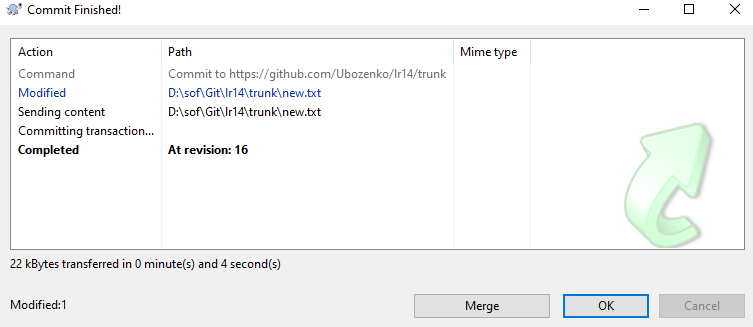 Commit Finished!
Action Path Mime type
Command Commit to https://github.com/Ubozenko/lr14/trunk
Modified D:\sof\Git\lr14\trunk\new.txt
Sending content D:\sof\Git\lr14\trunk\new.txt
Committing transaction...
Completed At revision: 16
22 kBytes transferred in 0 minute(s) and 4 second(s)
Modified:1
Merge OK Cancel